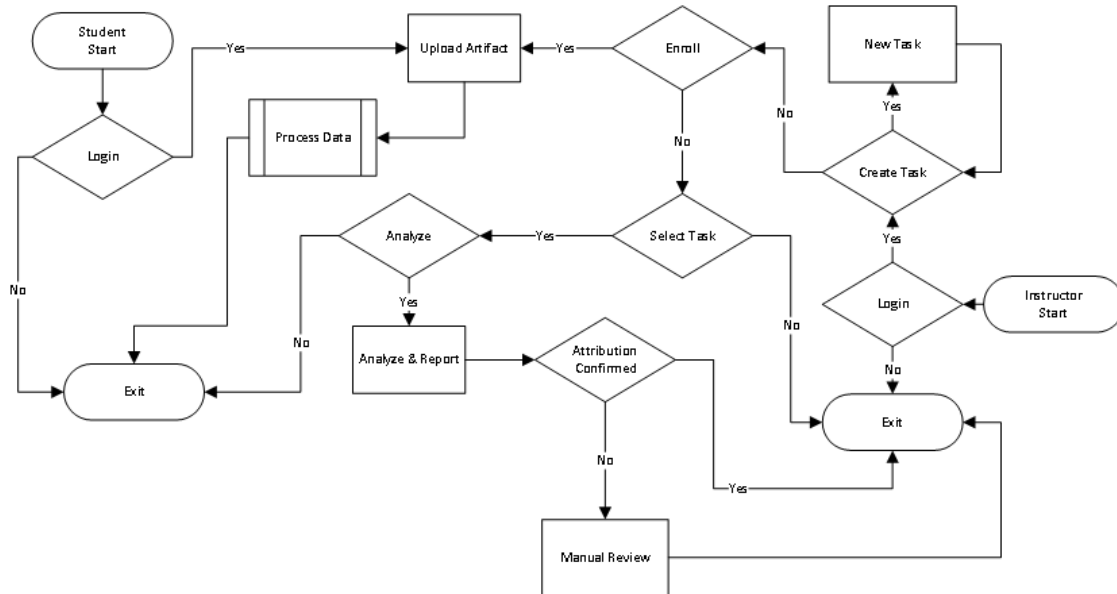 Student
Start
Yes
Upload Artifact
Yes
Enroll
New Task
Yes
No
Process Data
Login
No
Create Task
Analyze
Yes
Select Task
Yes
No
Yes
No
No
Login
Instructor
Start
Analyze & Report
Attribution
Confirmed
No
Exit
Exit
No
Yes
Manual Review